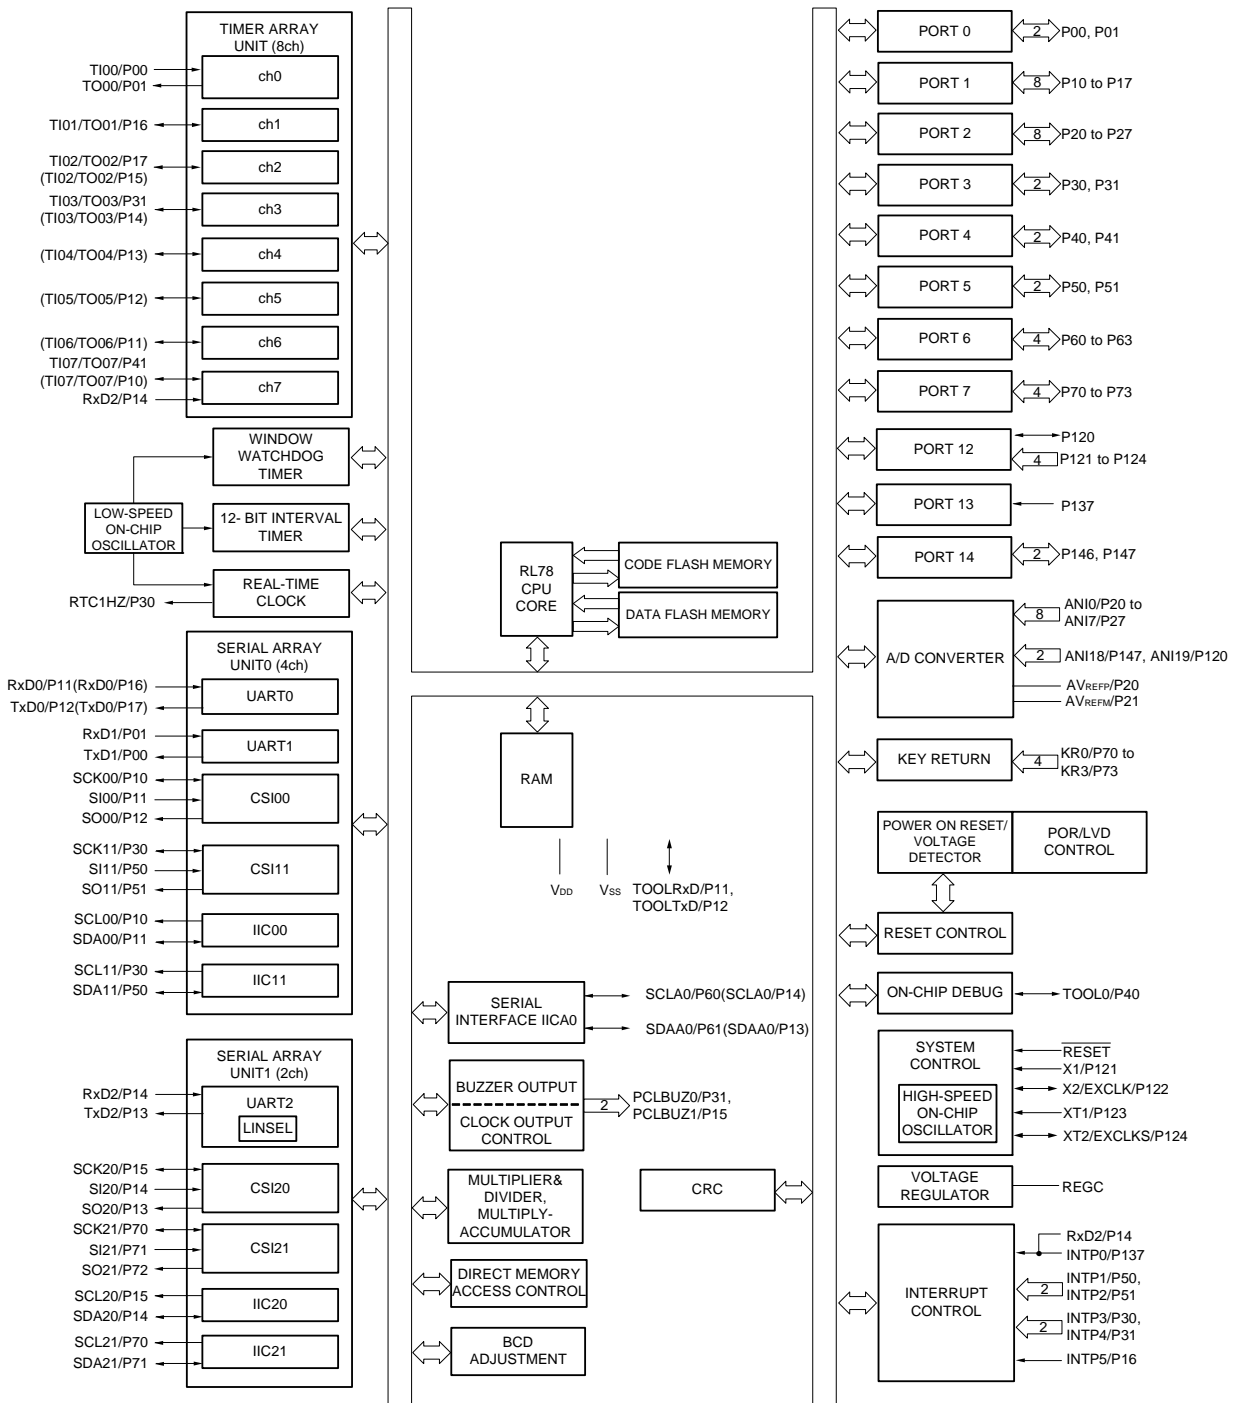 TIMER ARRAY
UNIT (8ch)
TI00/P00
TO00/P01
ch0
TI01/TO01/P16
ch1
TI02/TO02/P17
(TI02/TO02/P15)
ch2
TI03/TO03/P31
(TI03/TO03/P14)
ch3
(TI04/TO04/P13)
ch4
(TI05/TO05/P12)
ch5
(TI06/TO06/P11)
ch6
TI07/TO07/P41
(TI07/TO07/P10)
RxD2/P14
ch7
WINDOW
WATCHDOG
TIMER
LOW-SPEED
ON-CHIP
OSCILLATOR
12- BIT INTERVAL
TIMER
REAL-TIME
CLOCK
RTC1HZ/P30
SERIAL ARRAY
UNIT0 (4ch)
RxD0/P11(RxD0/P16)
TxD0/P12(TxD0/P17)
UART0
RxD1/P01
TxD1/P00
UART1
SCK00/P10
SI00/P11
SO00/P12
CSI00
SCK11/P30
SI11/P50
SO11/P51
CSI11
SCL00/P10
SDA00/P11
IIC00
SCL11/P30
SDA11/P50
IIC11
SERIAL ARRAY
UNIT1 (2ch)
RxD2/P14
TxD2/P13
UART2
LINSEL
SCK20/P15
SI20/P14
SO20/P13
CSI20
SCK21/P70
SI21/P71
SO21/P72
CSI21
SCL20/P15
SDA20/P14
IIC20
SCL21/P70
SDA21/P71
IIC21
RL78
CPU
CORE
CODE FLASH MEMORY
DATA FLASH MEMORY
RAM
VDD
VSS
TOOLRxD/P11,
TOOLTxD/P12
SERIAL
INTERFACE IICA0
SCLA0/P60(SCLA0/P14)
SDAA0/P61(SDAA0/P13)
BUZZER OUTPUT
CLOCK OUTPUT
CONTROL
2
PCLBUZ0/P31,
PCLBUZ1/P15
MULTIPLIER&
DIVIDER,
MULTIPLY-
ACCUMULATOR
CRC
DIRECT MEMORY
ACCESS CONTROL
BCD
ADJUSTMENT
PORT 0
2
P00, P01
PORT 1
8
P10 to P17
PORT 2
8
P20 to P27
PORT 3
2
P30, P31
PORT 4
2
P40, P41
PORT 5
2
P50, P51
PORT 6
4
P60 to P63
PORT 7
4
P70 to P73
PORT 12
P120
4
P121 to P124
PORT 13
P137
PORT 14
2
P146, P147
A/D CONVERTER
8
ANI0/P20 to
ANI7/P27
2
ANI18/P147, ANI19/P120
AVREFP/P20
AVREFM/P21
KEY RETURN
4
KR0/P70 to
KR3/P73
POWER ON RESET/
VOLTAGE
DETECTOR
POR/LVD
CONTROL
RESET CONTROL
ON-CHIP DEBUG
TOOL0/P40
SYSTEM
CONTROL
HIGH-SPEED
ON-CHIP
OSCILLATOR
RESET
X1/P121
X2/EXCLK/P122
XT1/P123
XT2/EXCLKS/P124
VOLTAGE
REGULATOR
REGC
INTERRUPT
CONTROL
RxD2/P14
INTP0/P137
2
INTP1/P50,
INTP2/P51
2
INTP3/P30,
INTP4/P31
INTP5/P16